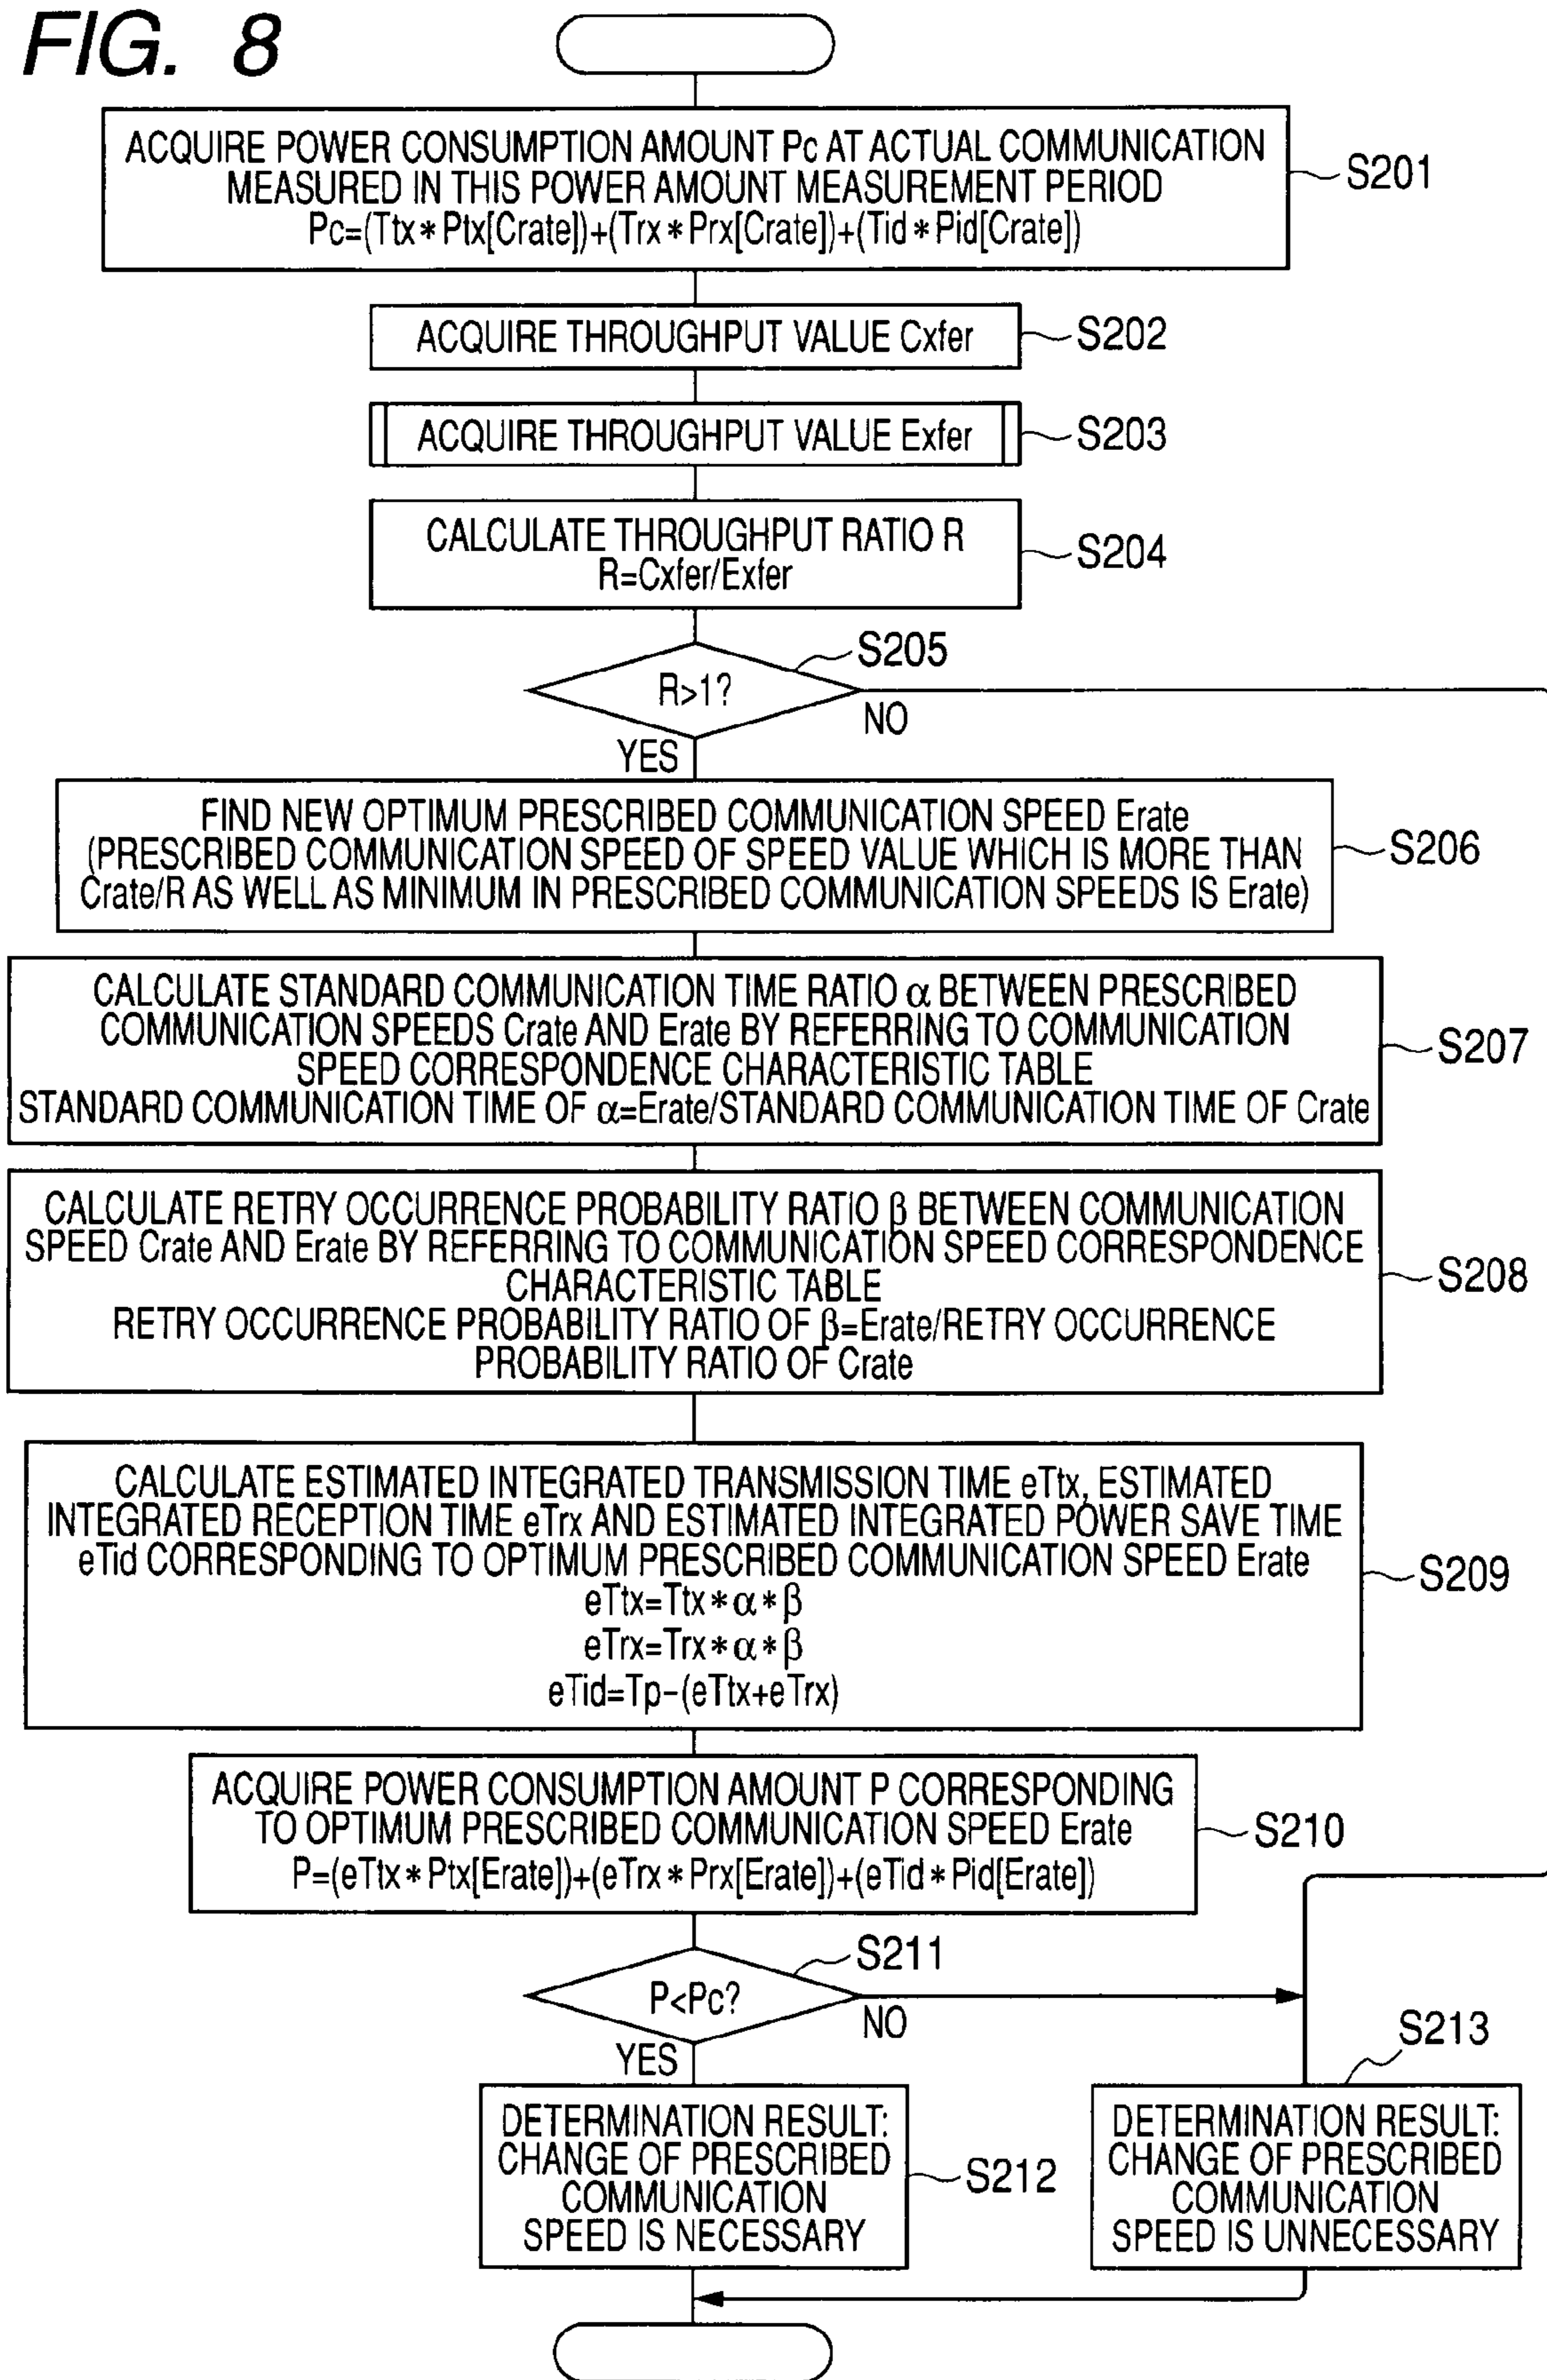 FIG. 8
ACQUIRE POWER CONSUMPTION AMOUNT Pc AT ACTUAL COMMUNICATION
MEASURED IN THIS POWER AMOUNT MEASUREMENT PERIOD
Pc=(Ttx*Ptx[Crate])+(Trx*Prx[Crate])+(Tid*Pid[Crate])
S201
ACQUIRE THROUGHPUT VALUE Cxfer
S202
ACQUIRE THROUGHPUT VALUE Exfer
S203
CALCULATE THROUGHPUT RATIO R
R=Cxfer/Exfer
S204
S205
R>1?
NO
YES
FIND NEW OPTIMUM PRESCRIBED COMMUNICATION SPEED Erate
(PRESCRIBED COMMUNICATION SPEED OF SPEED VALUE WHICH IS MORE THAN
Crate/R AS WELL AS MINIMUM IN PRESCRIBED COMMUNICATION SPEEDS IS Erate)
S206
CALCULATE STANDARD COMMUNICATION TIME RATIO α BETWEEN PRESCRIBED
COMMUNICATION SPEEDS Crate AND Erate BY REFERRING TO COMMUNICATION
SPEED CORRESPONDENCE CHARACTERISTIC TABLE
STANDARD COMMUNICATION TIME OF α=Erate/STANDARD COMMUNICATION TIME OF Crate
S207
CALCULATE RETRY OCCURRENCE PROBABILITY RATIO β BETWEEN COMMUNICATION
SPEED Crate AND Erate BY REFERRING TO COMMUNICATION SPEED CORRESPONDENCE
CHARACTERISTIC TABLE
RETRY OCCURRENCE PROBABILITY RATIO OF β=Erate/RETRY OCCURRENCE
PROBABILITY RATIO OF Crate
S208
CALCULATE ESTIMATED INTEGRATED TRANSMISSION TIME eTtx, ESTIMATED
INTEGRATED RECEPTION TIME eTrx AND ESTIMATED INTEGRATED POWER SAVE TIME
eTid CORRESPONDING TO OPTIMUM PRESCRIBED COMMUNICATION SPEED Erate
eTtx=Ttx*α*β
eTrx=Trx*α*β
eTid=Tp-(eTtx+eTrx)
S209
ACQUIRE POWER CONSUMPTION AMOUNT P CORRESPONDING
TO OPTIMUM PRESCRIBED COMMUNICATION SPEED Erate
P=(eTtx*Ptx[Erate])+(eTrx*Prx[Erate])+(eTid*Pid[Erate])
S210
S211
P<Pc?
NO
YES
DETERMINATION RESULT:
CHANGE OF PRESCRIBED
COMMUNICATION
SPEED IS NECESSARY
S212
S213
DETERMINATION RESULT:
CHANGE OF PRESCRIBED
COMMUNICATION
SPEED IS UNNECESSARY